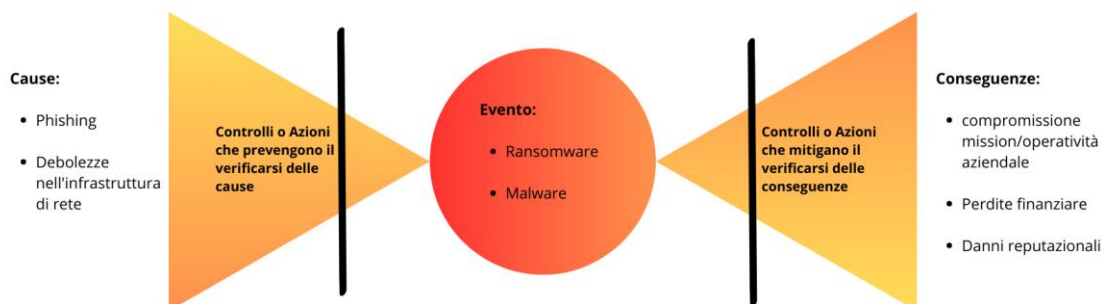 Cause:
• Phishing
• Debolezze
nell'infrastruttura
di rete
Controlli o Azioni
che prevengono il
verificarsi delle
cause
Evento:
• Ransomware
• Malware
Controlli o Azioni
che mitigano il
verificarsi delle
conseguenze
Conseguenze:
• compromissione
mission/operatività
aziendale
• Perdite finanziare
• Danni reputazionali